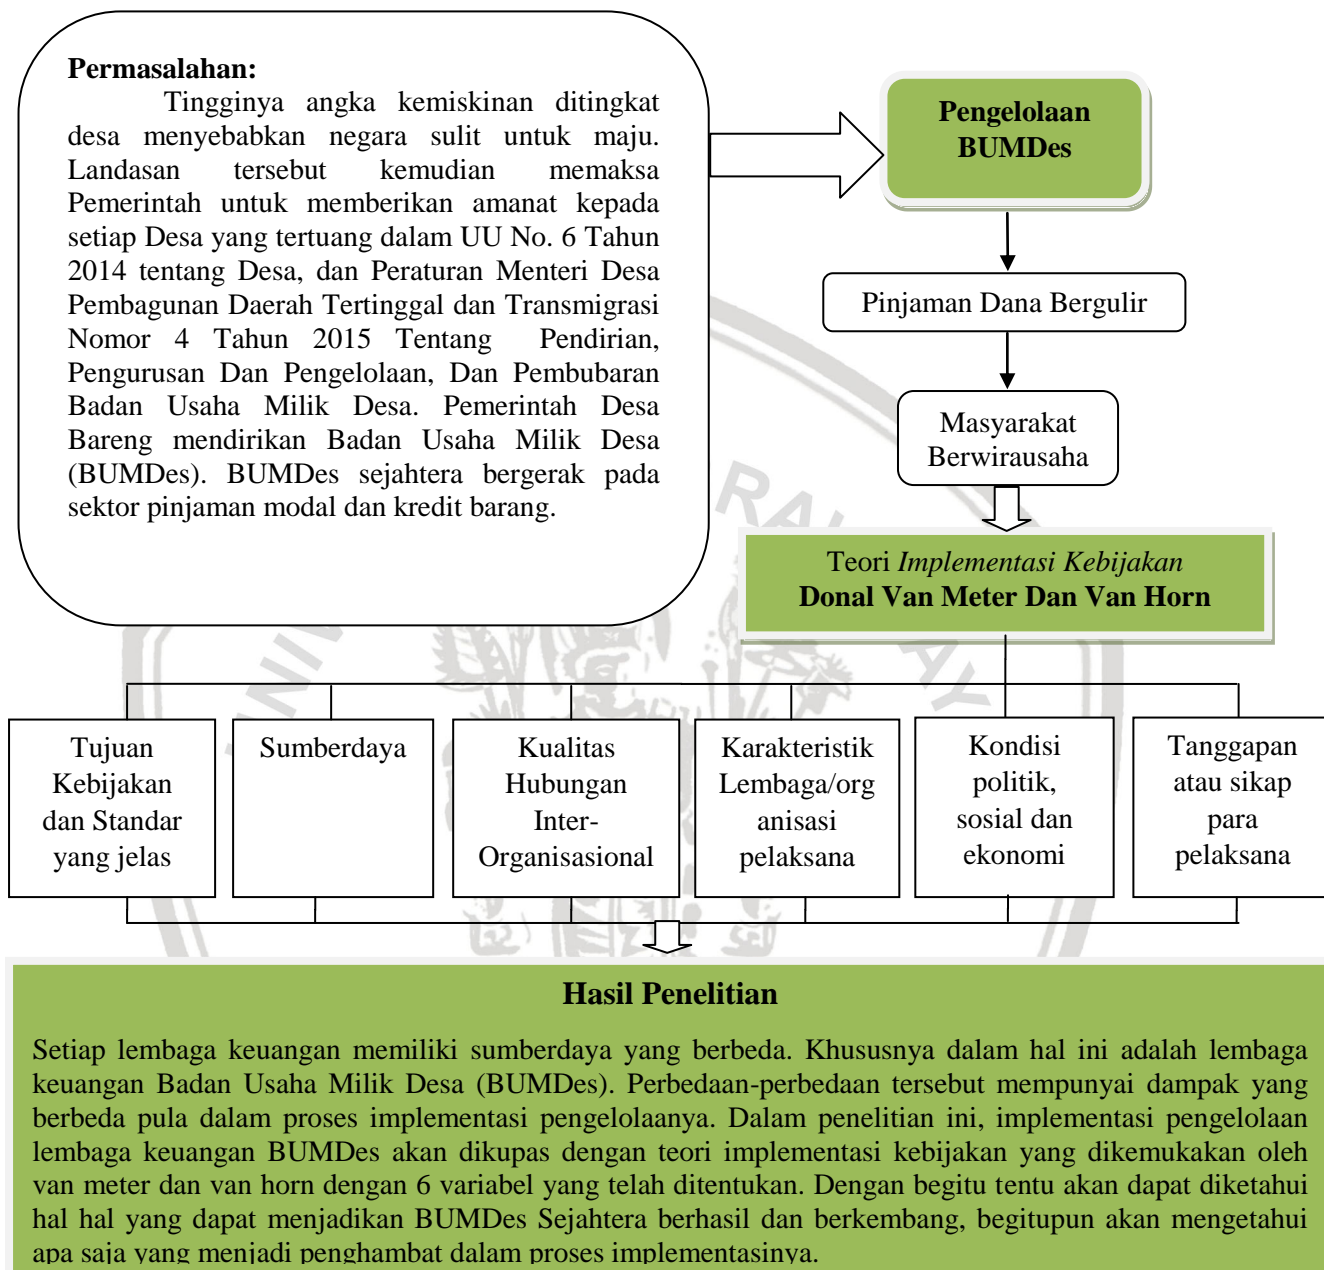 Permasalahan:
Tingginya angka kemiskinan ditingkat
desa menyebabkan negara sulit untuk maju.
Landasan tersebut kemudian memaksa
Pemerintah untuk memberikan amanat kepada
setiap Desa yang tertuang dalam UU No. 6 Tahun
2014 tentang Desa, dan Peraturan Menteri Desa
Pembagunan Daerah Tertinggal dan Transmigrasi
Nomor 4 Tahun 2015 Tentang Pendirian,
Pengurusan Dan Pengelolaan, Dan Pembubaran
Badan Usaha Milik Desa. Pemerintah Desa
Bareng mendirikan Badan Usaha Milik Desa
(BUMDes). BUMDes sejahtera bergerak pada
sektor pinjaman modal dan kredit barang.
Pengelolaan
BUMDes
Pinjaman Dana Bergulir
Masyarakat
Berwirausaha
Teori Implementasi Kebijakan
Donal Van Meter Dan Van Horn
Tujuan
Kebijakan
dan Standar
yang jelas
Sumberdaya
Kualitas
Hubungan
Inter-
Organisasional
Karakteristik
Lembaga/org
anisasi
pelaksana
Kondisi
politik,
sosial dan
ekonomi
Tanggapan
atau sikap
para
pelaksana
Hasil Penelitian
Setiap lembaga keuangan memiliki sumberdaya yang berbeda. Khususnya dalam hal ini adalah lembaga
keuangan Badan Usaha Milik Desa (BUMDes). Perbedaan-perbedaan tersebut mempunyai dampak yang
berbeda pula dalam proses implementasi pengelolaanya. Dalam penelitian ini, implementasi pengelolaan
lembaga keuangan BUMDes akan dikupas dengan teori implementasi kebijakan yang dikemukakan oleh
van meter dan van horn dengan 6 variabel yang telah ditentukan. Dengan begitu tentu akan dapat diketahui
hal hal yang dapat menjadikan BUMDes Sejahtera berhasil dan berkembang, begitupun akan mengetahui
apa saja yang menjadi penghambat dalam proses implementasinya.